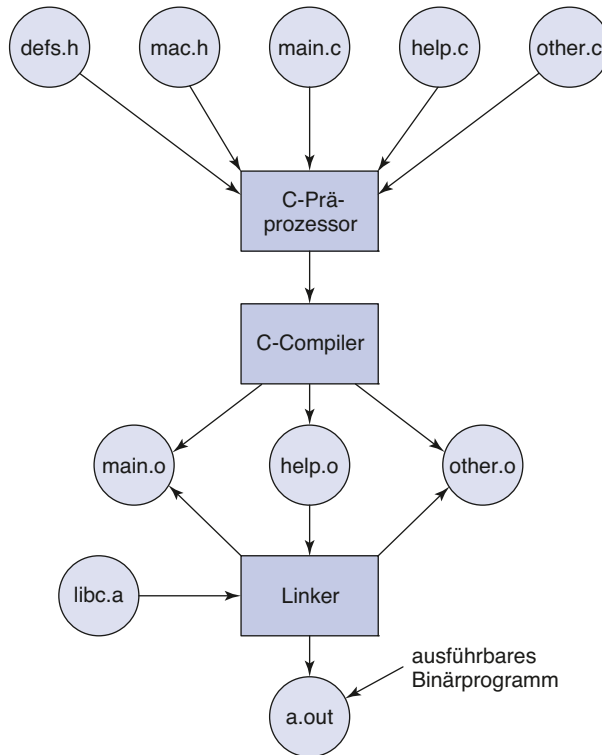 defs.h
mac.h
main.c
help.c
other.c
C-Prä-
prozessor
C-Compiler
main.o
help.o
other.o
libc.a
Linker
ausführbares
Binärprogramm
a.out